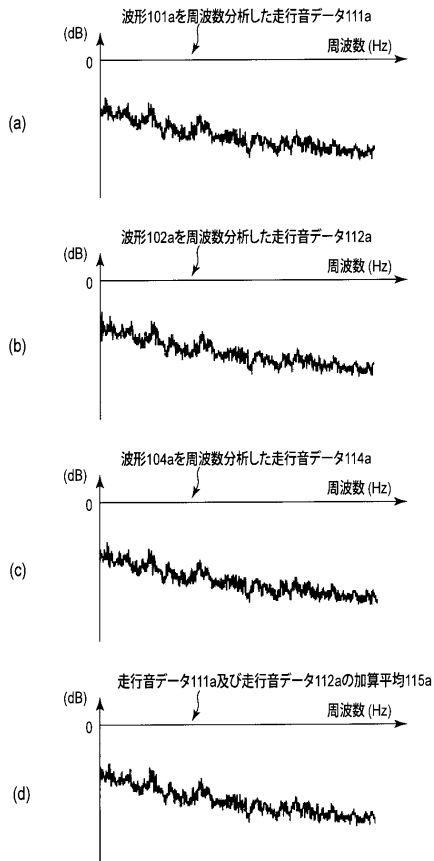 波形101aを周波数分析した走行音データ111a
(dB)
周波数 (Hz)
0
(a)
波形102aを周波数分析した走行音データ112a
(dB)
周波数 (Hz)
0
(b)
波形104aを周波数分析した走行音データ114a
(dB)
周波数 (Hz)
0
(c)
走行音データ111a及び走行音データ112aの加算平均115a
(dB)
周波数 (Hz)
0
(d)